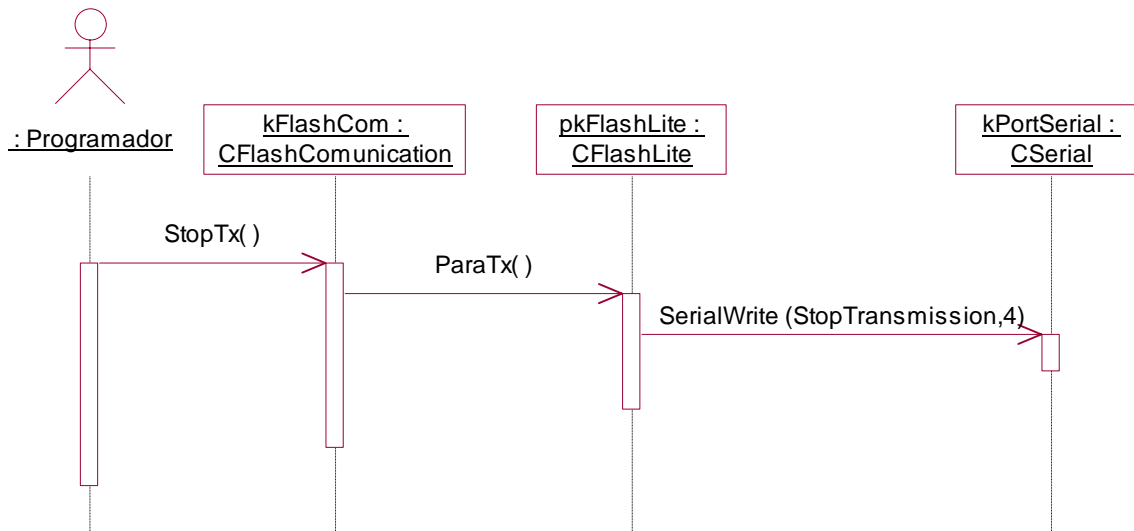 : Programador
kFlashCom :
CFlashComunication
pkFlashLite :
CFlashLite
kPortSerial :
CSerial
StopTx( )
ParaTx( )
SerialWrite (StopTransmission,4)